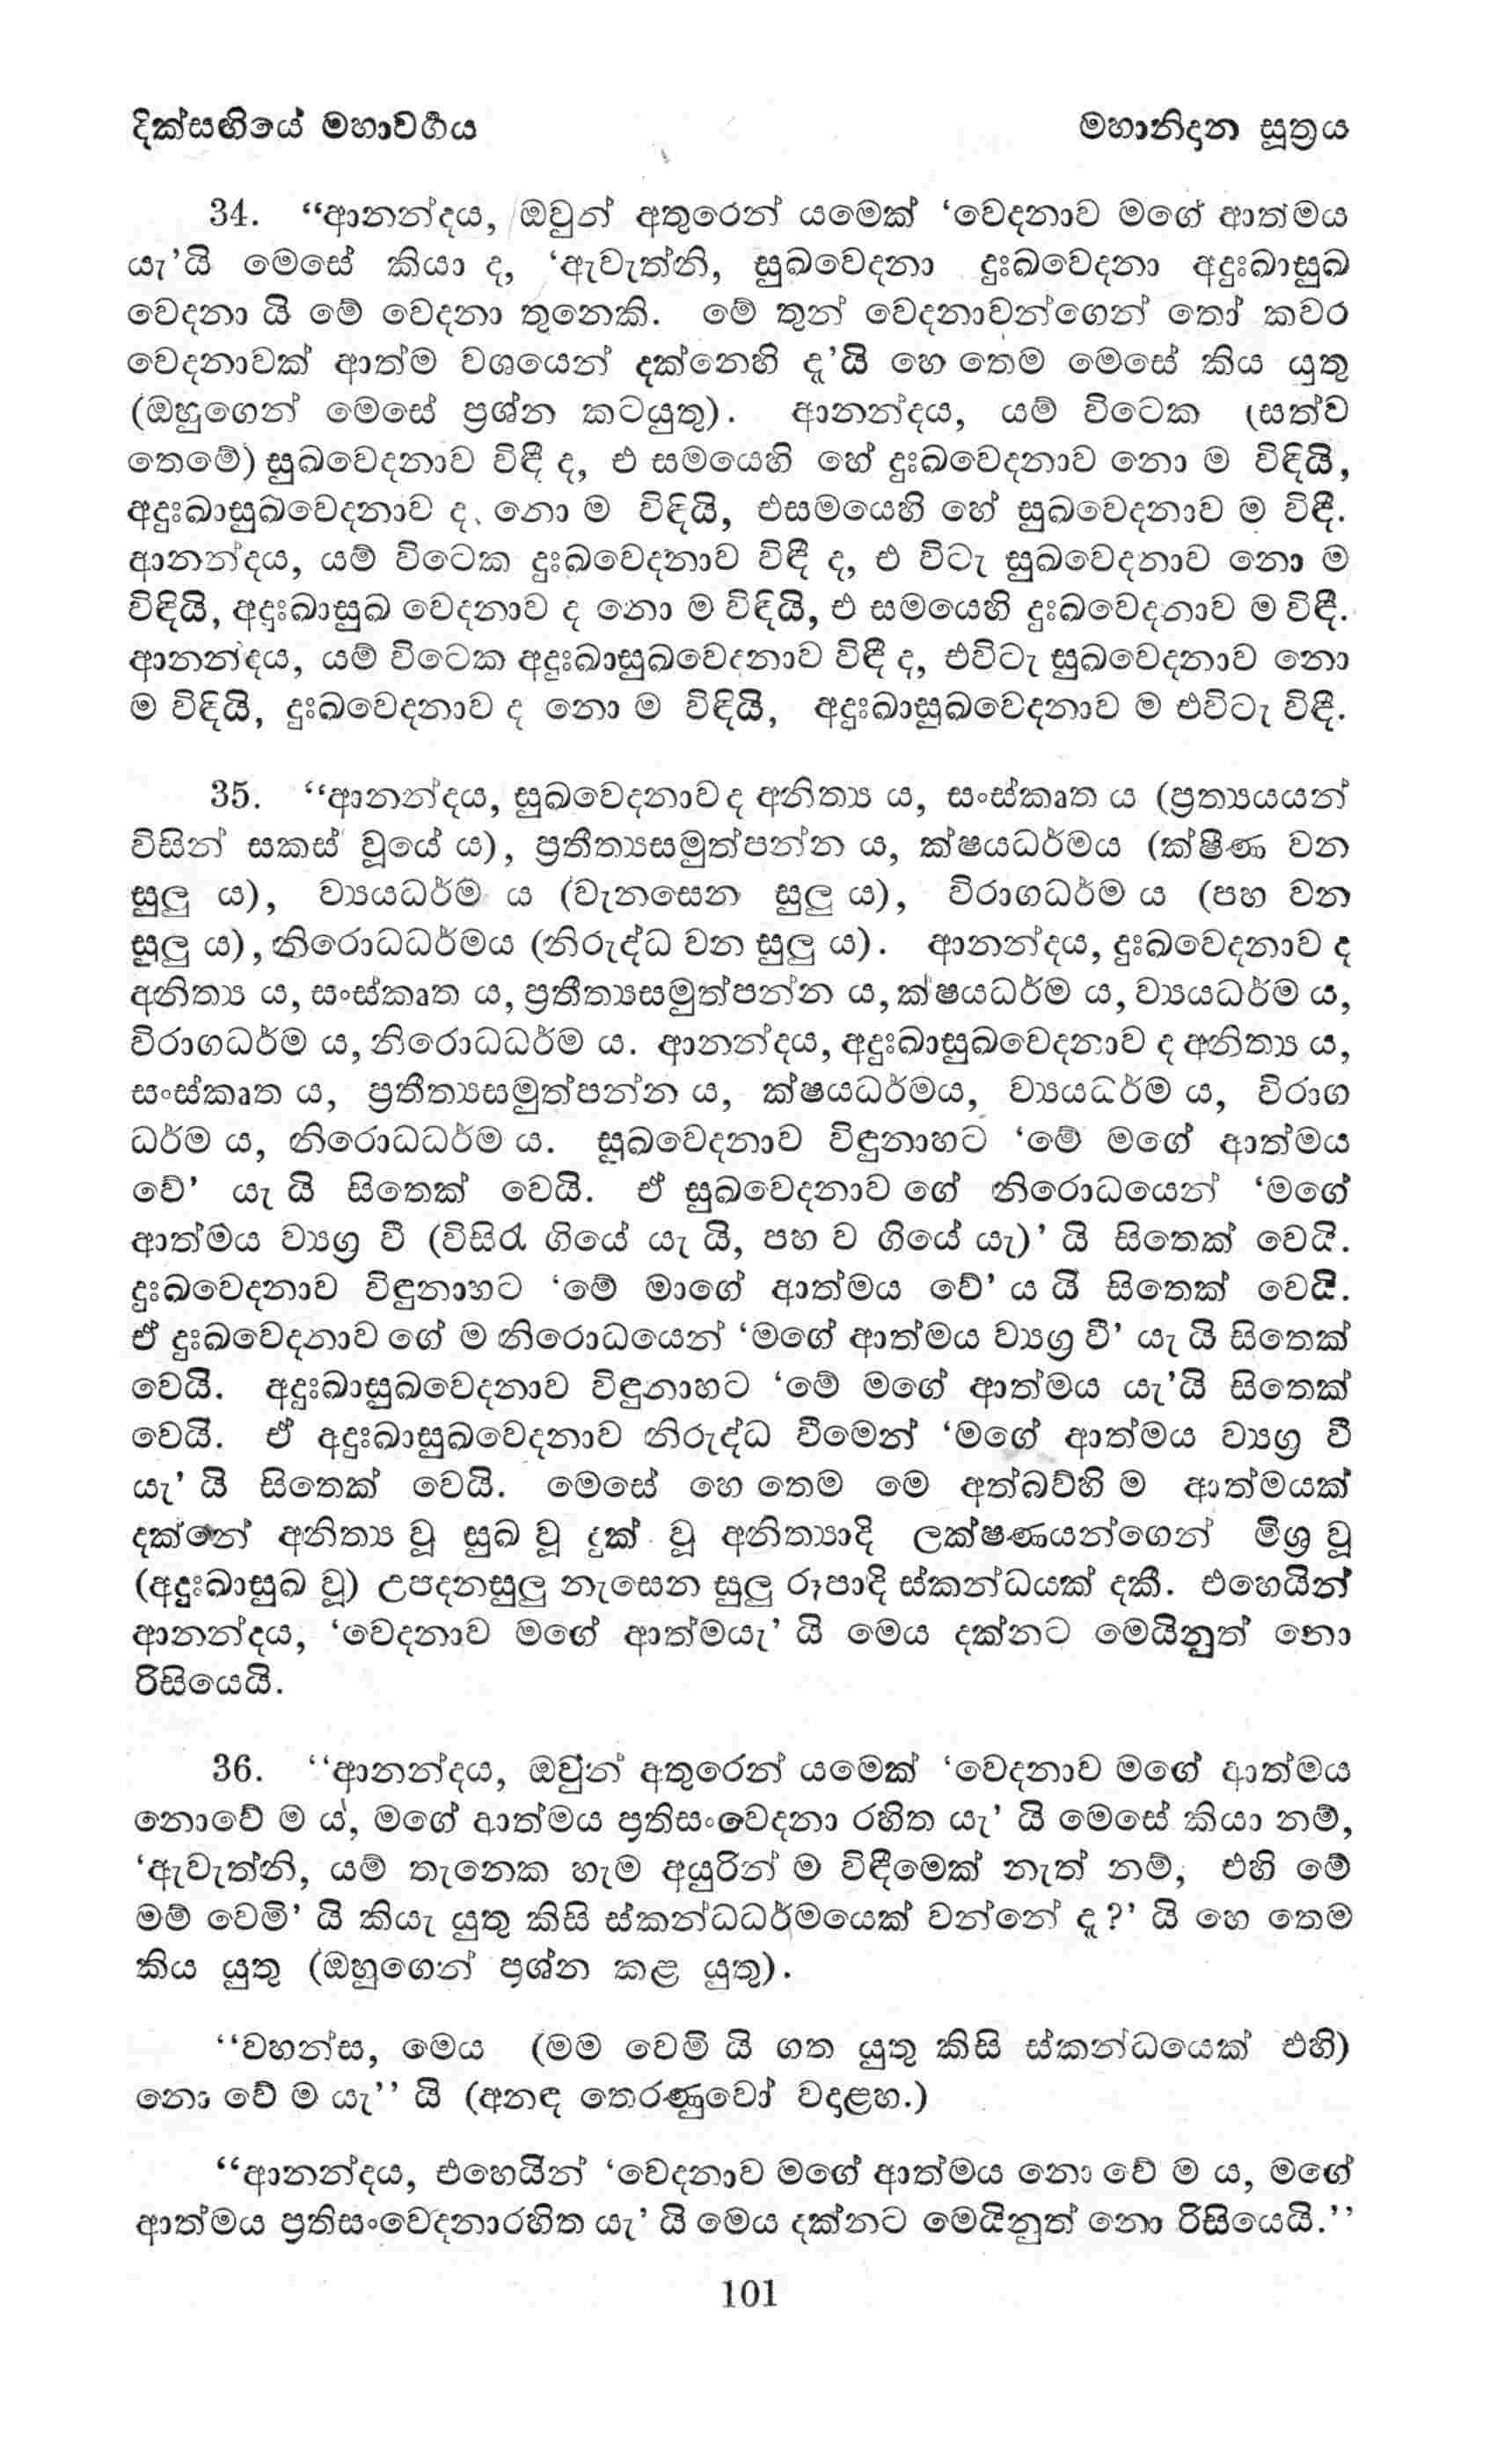 දික්සඟියේ මහාවර්‍ගය
මහානිදාන සූත්‍රය
34. “ආනන්දය, ඔවුන් අතුරෙන් යමෙක් ‘වෙදනාව මගේ ආත්මය
යැ’යි මෙසේ කියා ද, ‘ඇවැත්නි, සුඛවෙදනා දුඃඛවෙදනා අදුඃඛාසුඛ
වෙදනා යි මේ වෙදනා තුනෙකි. මේ තුන් වෙදනාවන්ගෙන් තෝ කවර
වෙදනාවක් ආත්ම වශයෙන් දක්නෙහි දැ’යි හෙ තෙම මෙසේ කිය යුතු
(ඔහුගෙන් මෙසේ ප්‍රශ්න කටයුතු). ආනන්දය, යම් විටෙක (සත්ව
තෙමේ) සුඛවෙදනාව විඳී ද, එ සමයෙහි හේ දුඃඛවෙදනාව නො ම විඳියි,
අදුඃඛාසුඛවෙදනාව ද නො ම විඳියි, එසමයෙහි හේ සුඛවෙදනාව ම විඳී.
ආනන්දය, යම් විටෙක දුඃඛවෙදනාව විඳී ද, එ විටැ සුඛවෙදනාව නො ම
විඳියි, අදුඃඛාසුඛ වෙදනාව ද නො ම විඳියි, එ සමයෙහි දුඃඛවෙදනාව ම විඳී.
ආනන්දය, යම් විටෙක අදුඃඛාසුඛවෙදනාව විඳී ද, එවිටැ සුඛවෙදනාව නො
ම විඳියි, දුඃඛවෙදනාව ද නො ම විඳියි, අදුඃඛාසුඛවෙදනාව ම එවිටැ විඳී.
35. “ආනන්දය, සුඛවෙදනාව ද අනිත්‍ය ය, සංස්කෘත ය (ප්‍රත්‍යයයන්
විසින් සකස් වූයේ ය), ප්‍රතීත්‍යසමුත්පන්න ය, ක්ෂයධර්මය (ක්ෂීණ වන
සුලු ය), ව්‍යයධර්ම ය (වැනසෙන සුලු ය), විරාගධර්ම ය (පහ වන
සුලු ය), නිරොධධර්මය (නිරුද්ධ වන සුලු ය). ආනන්දය, දුඃඛවෙදනාව ද
අනිත්‍ය ය, සංස්කෘත ය, ප්‍රතීත්‍යසමුත්පන්න ය, ක්ෂයධර්ම ය, ව්‍යයධර්ම ය,
විරාගධර්ම ය, නිරොධධර්ම ය. ආනන්දය, අදුඃඛාසුඛවෙදනාව ද අනිත්‍ය ය,
සංස්කෘත ය, ප්‍රතීත්‍යසමුත්පන්න ය, ක්ෂයධර්මය, ව්‍යයධර්ම ය, විරාග
ධර්ම ය, නිරොධධර්ම ය. සුඛවෙදනාව විඳුනාහට ‘මේ මගේ ආත්මය
වේ’ යැ යි සිතෙක් වෙයි. ඒ සුඛවෙදනාව ගේ නිරොධයෙන් ‘මගේ
ආත්මය ව්‍යග්‍ර වී (විසිරැ ගියේ යැ යි, පහ ව ගියේ යැ)’ යි සිතෙක් වෙයි.
දුඃඛවෙදනාව විඳුනාහට ‘මේ මාගේ ආත්මය වේ’ ය යි සිතෙක් වෙයි.
ඒ දුඃඛවෙදනාව ගේ ම නිරොධයෙන් ‘මගේ ආත්මය ව්‍යග්‍ර වී’ යැ යි සිතෙක්
වෙයි. අදුඃඛාසුඛවෙදනාව විඳුනාහට ‘මේ මගේ ආත්මය යැ’යි සිතෙක්
වෙයි. ඒ අදුඃඛාසුඛවෙදනාව නිරුද්ධ වීමෙන් ‘මගේ ආත්මය ව්‍යග්‍ර වී
යැ’ යි සිතෙක් වෙයි. මෙසේ හෙ තෙම මෙ අත්බව්හි ම ආත්මයක්
දක්නේ අනිත්‍ය වූ සුඛ වූ දුක් වූ අනිත්‍යාදි ලක්ෂණයන්ගෙන් මිශ්‍ර වූ
(අදුඃඛාසුඛ වූ) උපදනසුලු නැසෙන සුලු රූපාදි ස්කන්ධයක් දකී. එහෙයින්
ආනන්දය, ‘වෙදනාව මගේ ආත්මයැ’ යි මෙය දක්නට මෙයිනුත් නො
රිසියෙයි.
36. ‘‘ආනන්දය, ඔවුන් අතුරෙන් යමෙක් ‘වෙදනාව මගේ ආත්මය
නොවේ ම ය, මගේ ආත්මය ප්‍රතිසංවෙදනා රහිත යැ’ යි මෙසේ කියා නම්,
‘ඇවැත්නි, යම් තැනෙක හැම අයුරින් ම විඳීමෙක් නැත් නම්, එහි මේ
මම් වෙමි’ යි කියැ යුතු කිසි ස්කන්ධධර්මයෙක් වන්නේ දැ?’ යි හෙ තෙම
කිය යුතු (ඔහුගෙන් ප්‍රශ්න කළ යුතු).
‘‘වහන්ස, මෙය (මම වෙමි යි ගත යුතු කිසි ස්කන්ධයෙක් එහි)
නො වේ ම යැ’’ යි (අනඳ තෙරණුවෝ වදාළහ.)
“ආනන්දය, එහෙයින් ‘වෙදනාව මගේ ආත්මය නො වේ ම ය, මගේ
ආත්මය ප්‍රතිසංවෙදනාරහිත යැ’ යි මෙය දක්නට මෙයිනුත් නො රිසියෙයි.’’
101